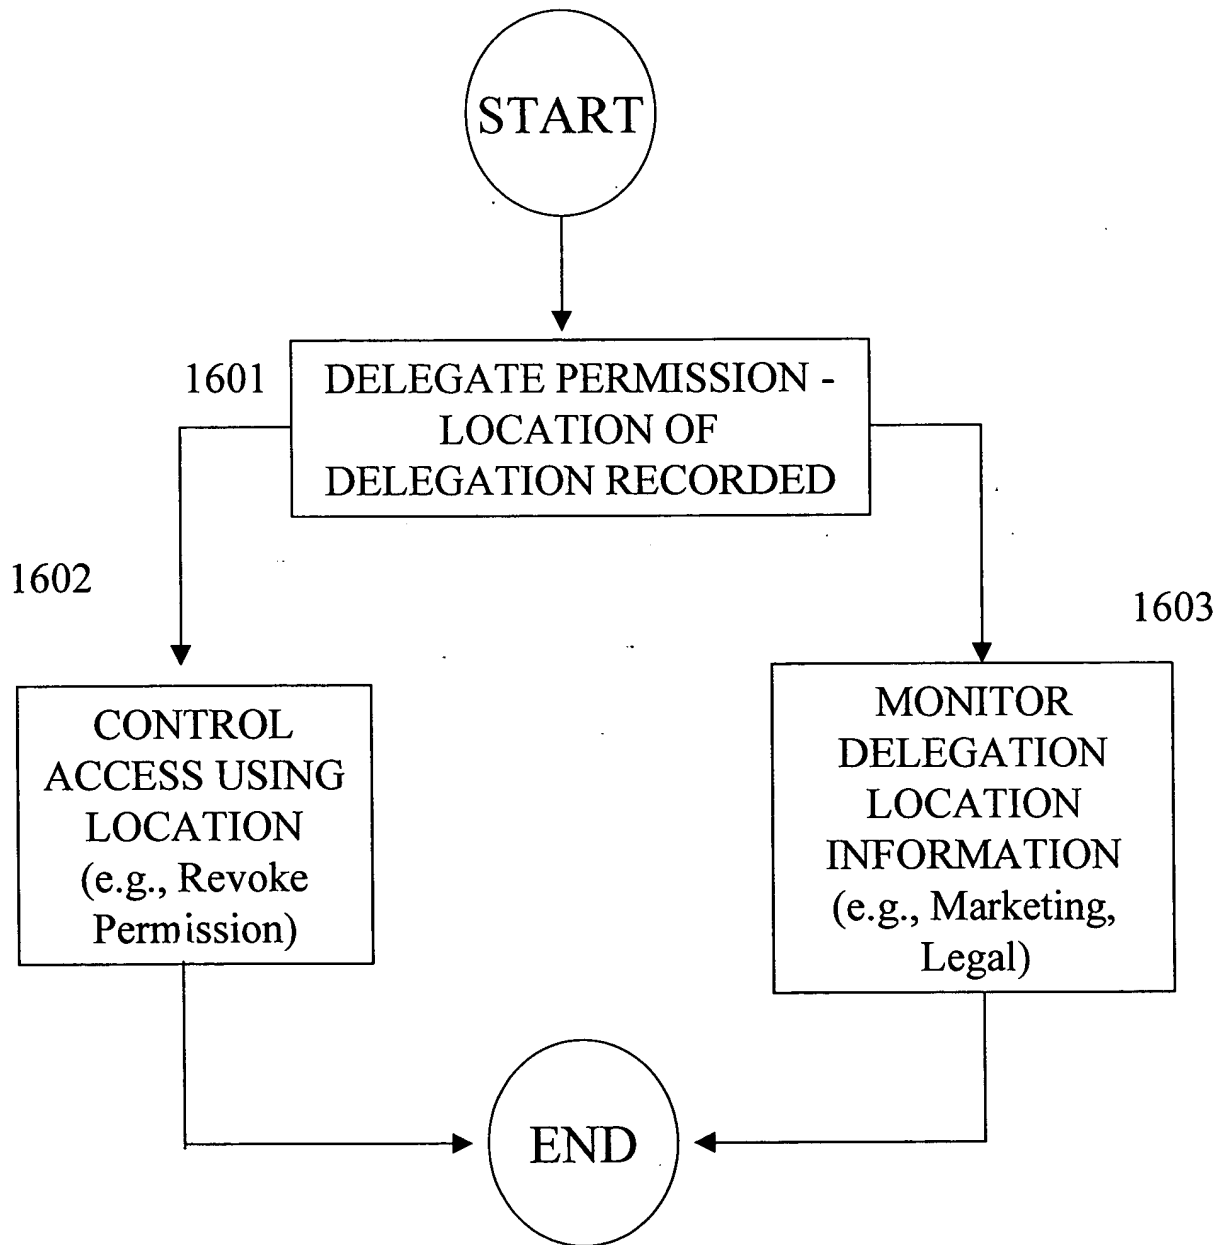 START
1601
DELEGATE PERMISSION -
LOCATION OF
DELEGATION RECORDED
1602
CONTROL
ACCESS USING
LOCATION
(e.g., Revoke
Permission)
1603
MONITOR
DELEGATION
LOCATION
INFORMATION
(e.g., Marketing,
Legal)
END